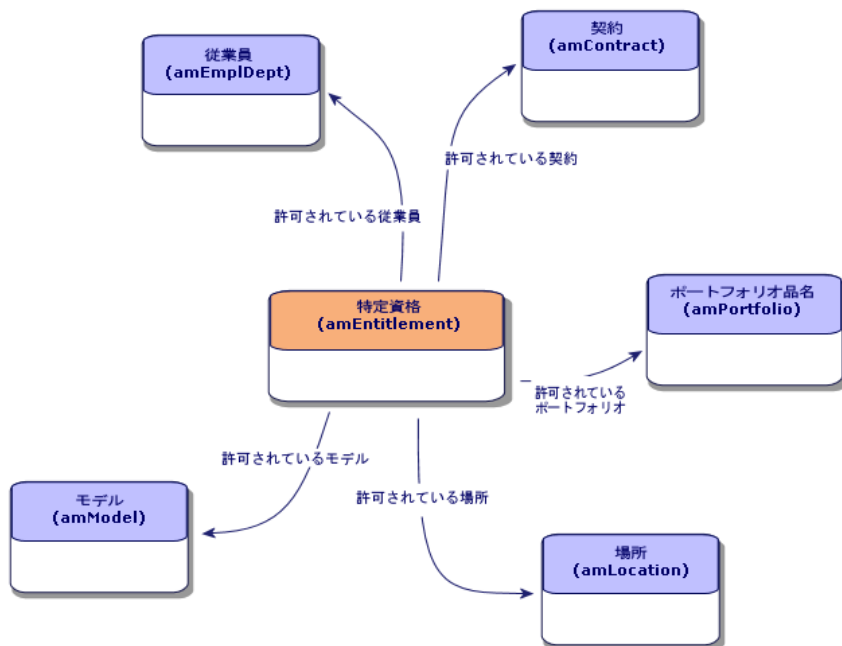 契約
(amContract)
従業員
(amEmplDept)
許可されている契約
許可されている従業員
ポートフォリオ品名
(amPortfolio)
特定資格
(amEntitlement)
許可されている
ポートフォリオ
許可されているモデル
許可されている場所
モデル
(amModel)
場所
(amLocation)